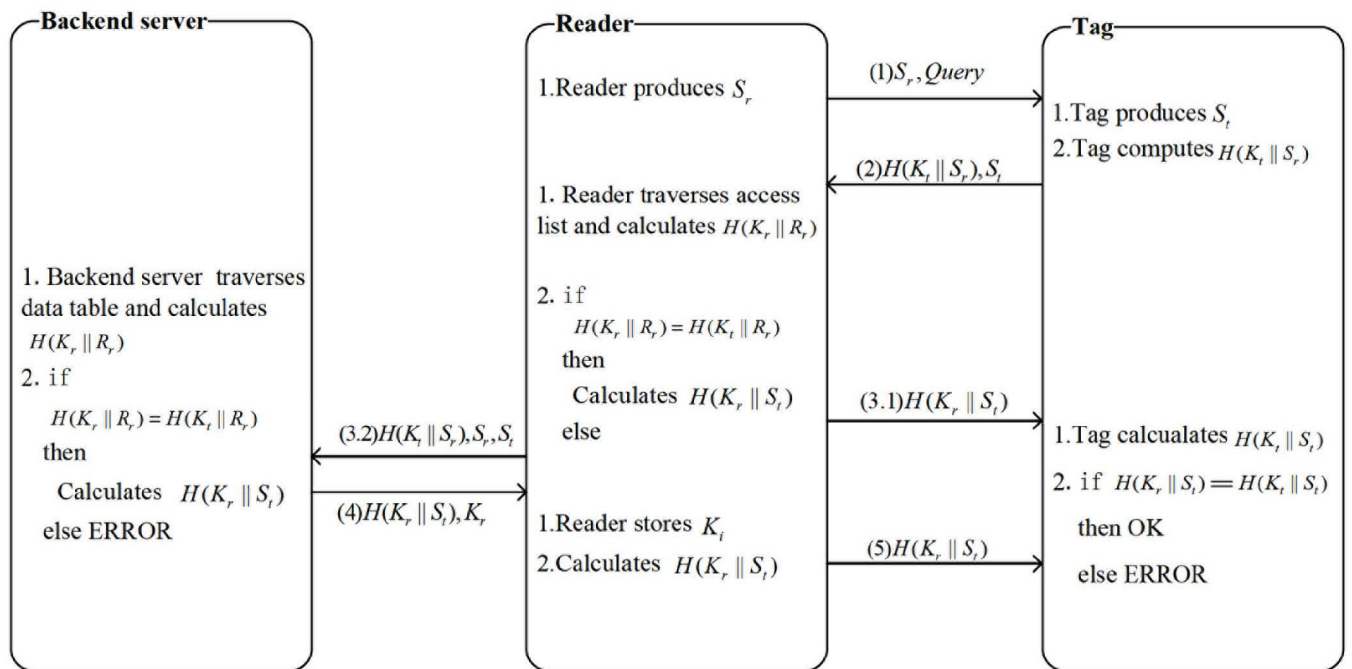 Backend server
1. Backend server traverses
data table and calculates
H(K_r || R_r)
2. if
H(K_r || R_r) = H(K_t || R_r)
then
Calculates H(K_r || S_t)
else ERROR
(3.2)H(K_t || S_r),S_r,S_t
(4)H(K_r || S_t),K_r
Reader
1.Reader produces S_r
1. Reader traverses access
list and calculates H(K_r || R_r)
2. if
H(K_r || R_r) = H(K_t || R_r)
then
Calculates H(K_r || S_t)
else
1.Reader stores K_i
2.Calculates H(K_r || S_t)
(1)S_r,Query
(2)H(K_t || S_r),S_t
(3.1)H(K_r || S_t)
(5)H(K_r || S_t)
Tag
1.Tag produces S_t
2.Tag computes H(K_t || S_r)
1.Tag calcualates H(K_t || S_t)
2. if H(K_r || S_t) == H(K_t || S_t)
then OK
else ERROR